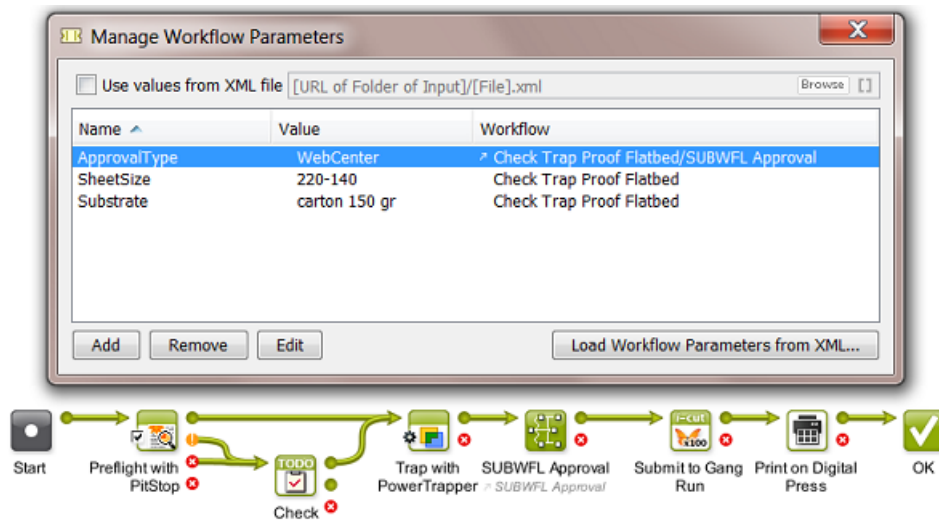 Manage Workflow Parameters
Use values from XML file [URL of Folder of Input]/[File].xml Browse []
Name Value Workflow
ApprovalType WebCenter Check Trap Proof Flatbed/SUBWFL Approval
SheetSize 220-140 Check Trap Proof Flatbed
Substrate carton 150 gr Check Trap Proof Flatbed
Add Remove Edit Load Workflow Parameters from XML...
i-cut
x100
TODO
Start Preflight with Trap with SUBWFL Approval Submit to Gang Print on Digital OK
PitStop PowerTrapper SUBWFL Approval Run Press
Check